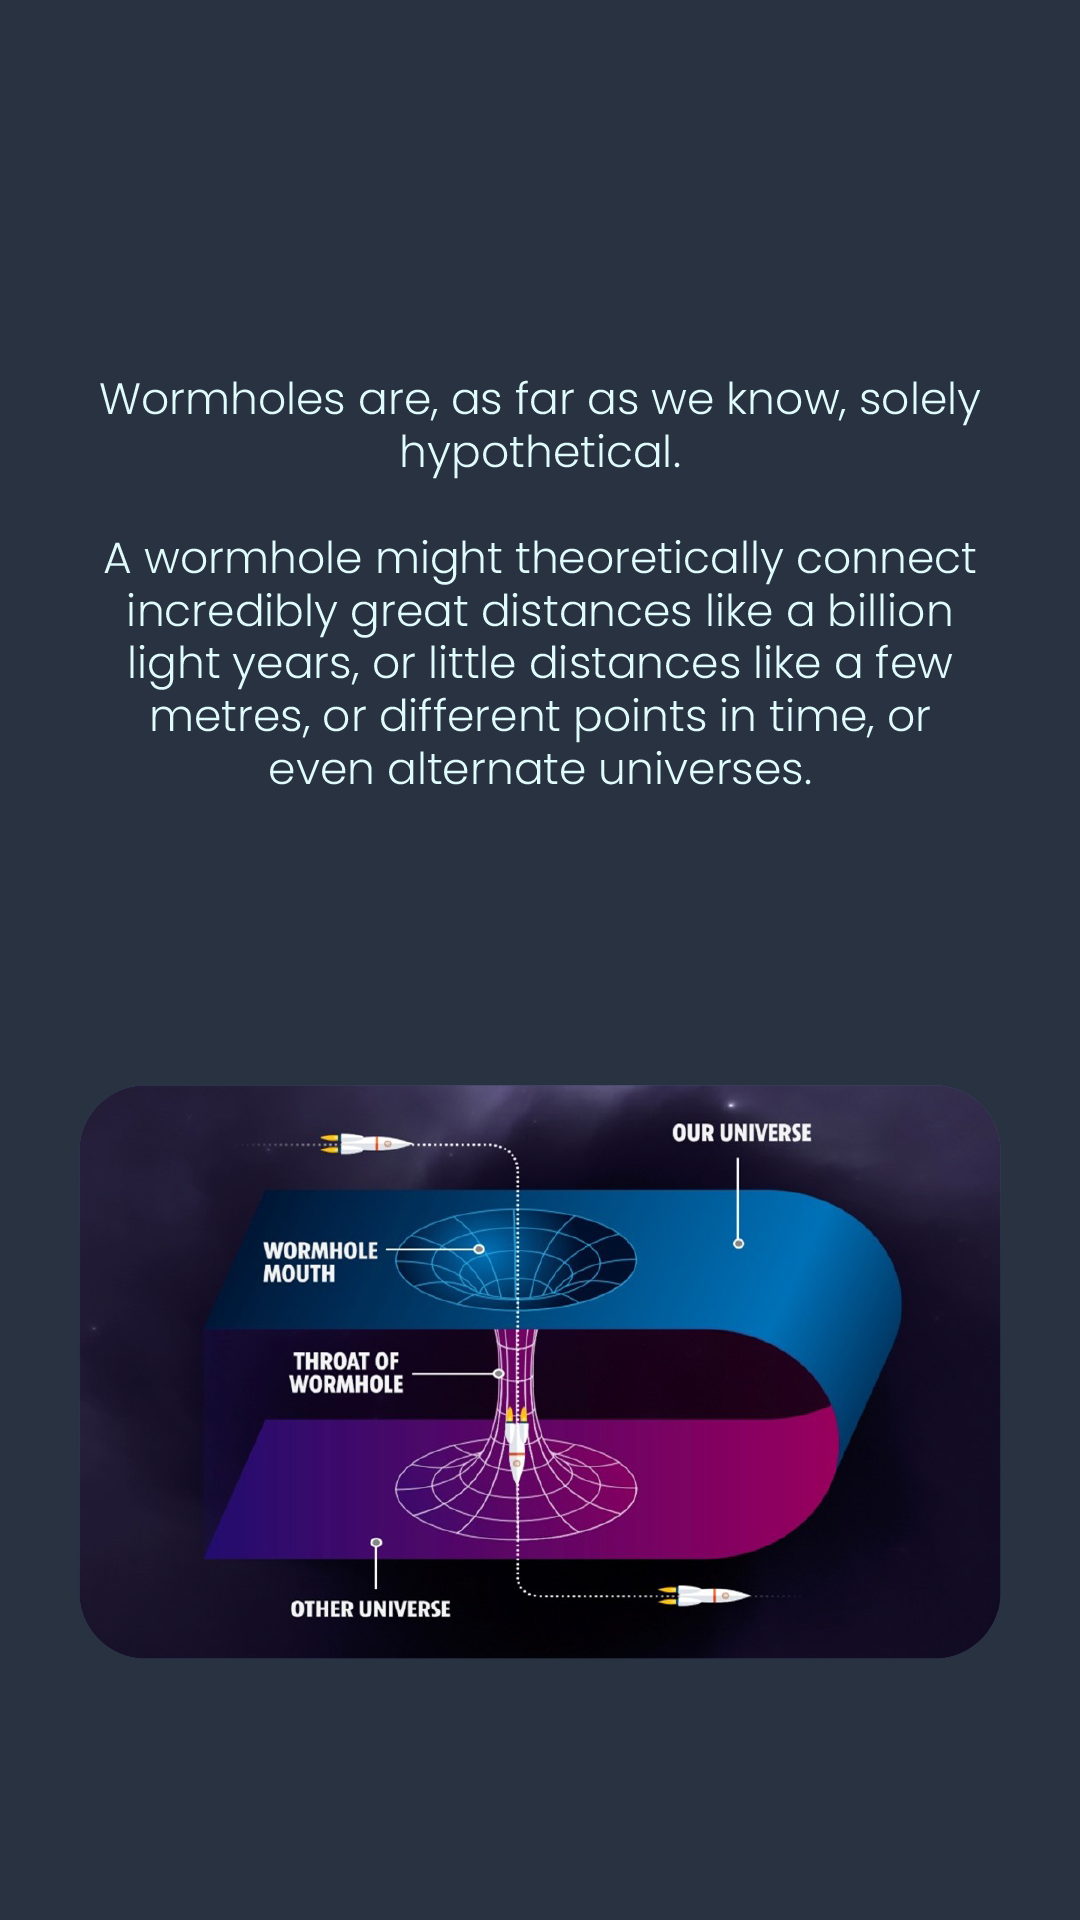 Wormholes are, as far as we know, solely
hypothetical.
A wormhole might theoretically connect
incredibly great distances like a billion
light years, or little distances like a few
metres, or different points in time, or
even alternate universes.
OUR UNIVERSE
WORMHOLE
MOUTH
THROAT OF
WORMHOLE
OTHER UNIVERSE